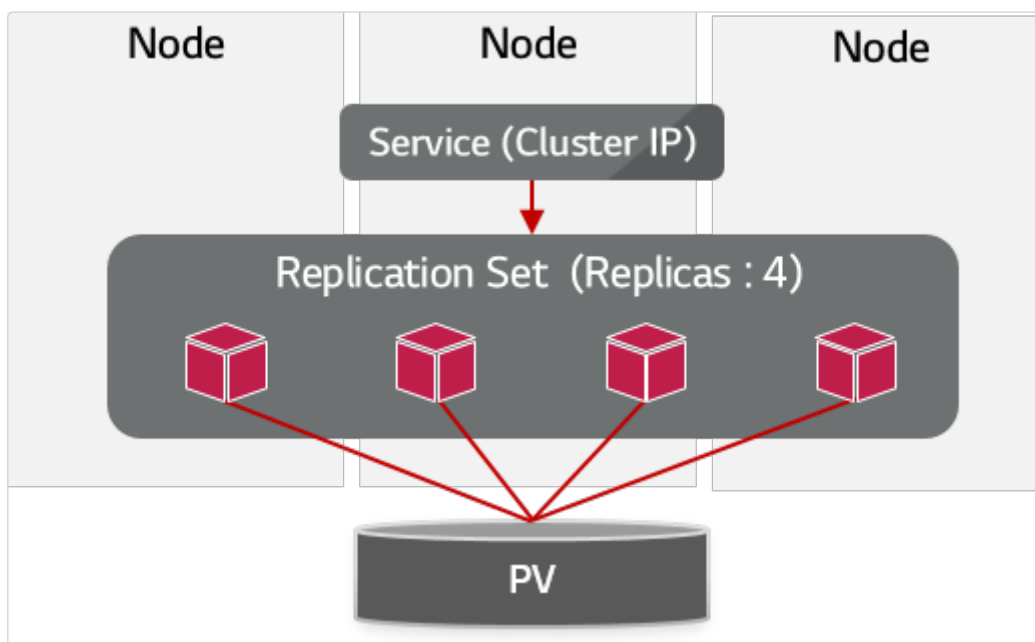 Node
Node
Node
Service (Cluster IP)
Replication Set (Replicas : 4)
PV